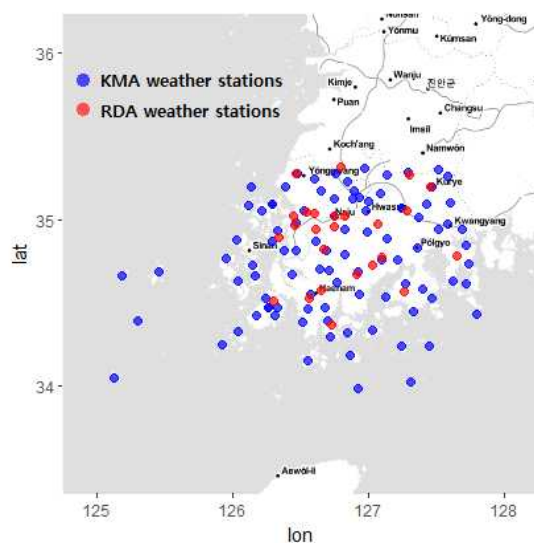 Nonsan
Yŏng-dong
Yŏnmu
Kŭmsan
36
Kimje
Wanju
진안군
KMA weather stations
Puan
Changsu
RDA weather stations
Imsil
Koch'ang
Namwŏn
Kurye
35
Naju
Hwasun
Kwangyang
Sinan
Pŏlgyo
Haenam
34
Aewŏl-li
125
126
127
128
lat
lon